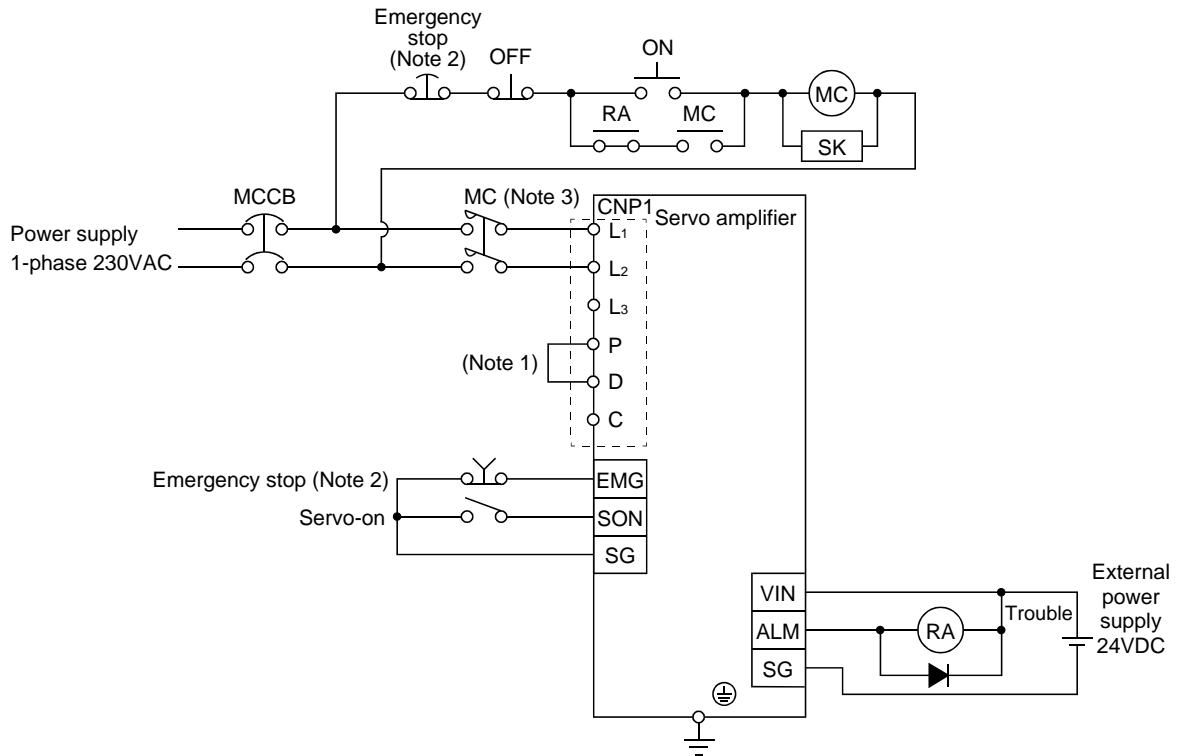 Emergency
stop
(Note 2)
OFF
ON
MC
RA
MC
SK
MCCB
MC (Note 3)
CNP1
Servo amplifier
Power supply
1-phase 230VAC
L1
L2
L3
P
(Note 1)
D
C
Emergency stop (Note 2)
EMG
Servo-on
SON
SG
VIN
Trouble
External
power
supply
24VDC
ALM
RA
SG